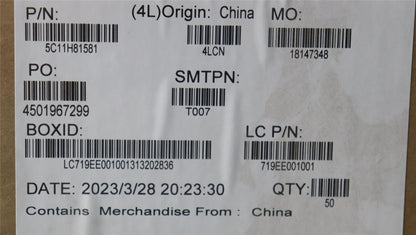 P/N: (4L)Origin: China MO:
5C11H81581 4LCN 18147348
PO: SMTPN:
4501967299 T007
BOXID: LC P/N:
LC719EE001001313202836 719EE001001
DATE: 2023/3/28 20:23:30 QTY:
50
Contains Merchandise From : China